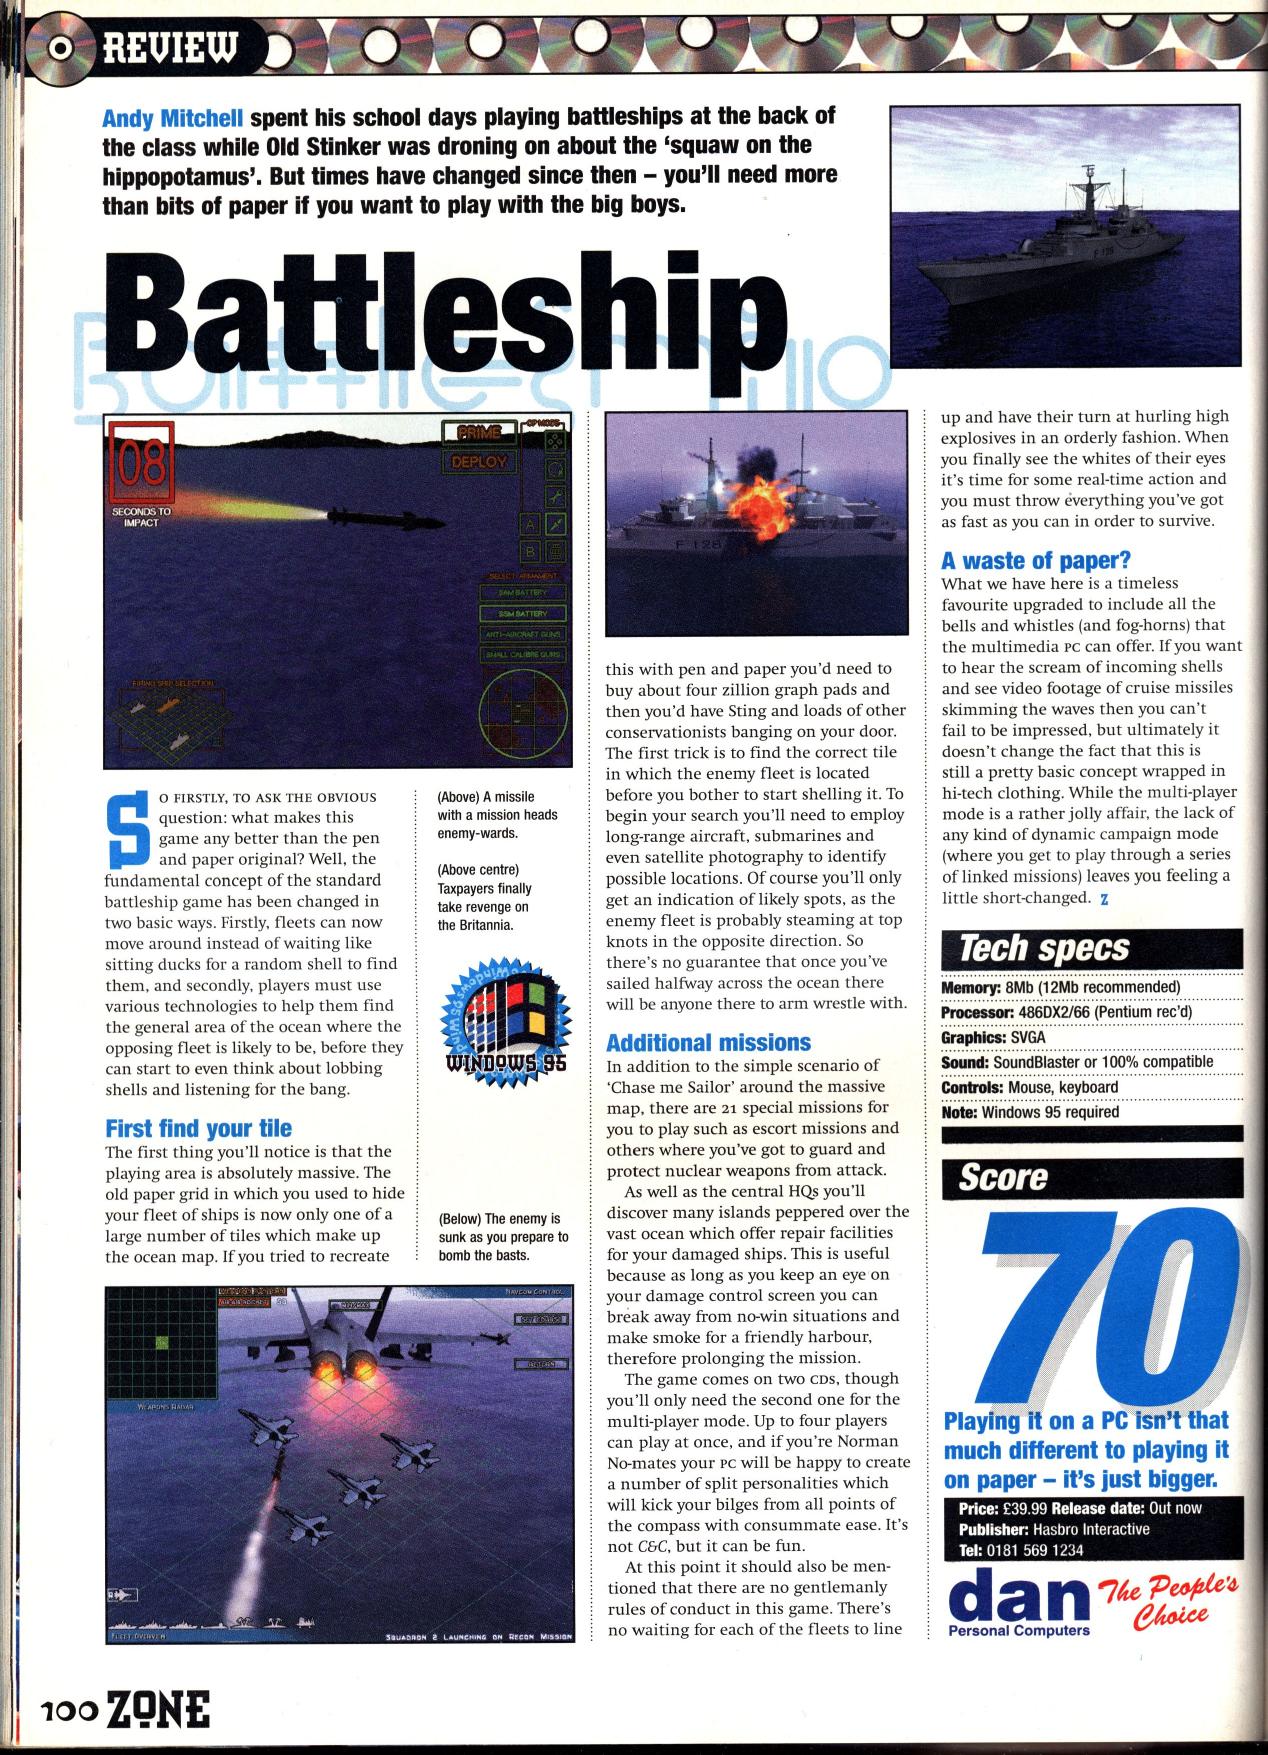 REVIEW
Andy Mitchell spent his school days playing battleships at the back of
the class while Old Stinker was droning on about the ‘squaw on the
hippopotamus’. But times have changed since then – you’ll need more
than bits of paper if you want to play with the big boys.
Battleship
08
SECONDS TO
IMPACT
PRIME
DEPLOY
OP MODE
A
B
SELECT ARMAMENT
SAM BATTERY
SSM BATTERY
ANTI-AIRCRAFT GUNS
SMALL CALIBRE GUNS
FIRING SHIP SELECTION
SO FIRSTLY, TO ASK THE OBVIOUS
question: what makes this
game any better than the pen
and paper original? Well, the
fundamental concept of the standard
battleship game has been changed in
two basic ways. Firstly, fleets can now
move around instead of waiting like
sitting ducks for a random shell to find
them, and secondly, players must use
various technologies to help them find
the general area of the ocean where the
opposing fleet is likely to be, before they
can start to even think about lobbing
shells and listening for the bang.
First find your tile
The first thing you’ll notice is that the
playing area is absolutely massive. The
old paper grid in which you used to hide
your fleet of ships is now only one of a
large number of tiles which make up
the ocean map. If you tried to recreate
(Above) A missile
with a mission heads
enemy-wards.
(Above centre)
Taxpayers finally
take revenge on
the Britannia.
WINDOWS 95
(Below) The enemy is
sunk as you prepare to
bomb the basts.
WEAPONS RADAR
NAVCOM CONTROL
RETURN
FLEET OVERVIEW
SQUADRON 2 LAUNCHING ON RECON MISSION
F 126
this with pen and paper you’d need to
buy about four zillion graph pads and
then you’d have Sting and loads of other
conservationists banging on your door.
The first trick is to find the correct tile
in which the enemy fleet is located
before you bother to start shelling it. To
begin your search you’ll need to employ
long-range aircraft, submarines and
even satellite photography to identify
possible locations. Of course you’ll only
get an indication of likely spots, as the
enemy fleet is probably steaming at top
knots in the opposite direction. So
there’s no guarantee that once you’ve
sailed halfway across the ocean there
will be anyone there to arm wrestle with.
Additional missions
In addition to the simple scenario of
‘Chase me Sailor’ around the massive
map, there are 21 special missions for
you to play such as escort missions and
others where you’ve got to guard and
protect nuclear weapons from attack.
As well as the central HQs you’ll
discover many islands peppered over the
vast ocean which offer repair facilities
for your damaged ships. This is useful
because as long as you keep an eye on
your damage control screen you can
break away from no-win situations and
make smoke for a friendly harbour,
therefore prolonging the mission.
The game comes on two CDs, though
you’ll only need the second one for the
multi-player mode. Up to four players
can play at once, and if you’re Norman
No-mates your PC will be happy to create
a number of split personalities which
will kick your bilges from all points of
the compass with consummate ease. It’s
not C&C, but it can be fun.
At this point it should also be men-
tioned that there are no gentlemanly
rules of conduct in this game. There’s
no waiting for each of the fleets to line
up and have their turn at hurling high
explosives in an orderly fashion. When
you finally see the whites of their eyes
it’s time for some real-time action and
you must throw everything you’ve got
as fast as you can in order to survive.
A waste of paper?
What we have here is a timeless
favourite upgraded to include all the
bells and whistles (and fog-horns) that
the multimedia PC can offer. If you want
to hear the scream of incoming shells
and see video footage of cruise missiles
skimming the waves then you can’t
fail to be impressed, but ultimately it
doesn’t change the fact that this is
still a pretty basic concept wrapped in
hi-tech clothing. While the multi-player
mode is a rather jolly affair, the lack of
any kind of dynamic campaign mode
(where you get to play through a series
of linked missions) leaves you feeling a
little short-changed. Z
Tech specs
Memory: 8Mb (12Mb recommended)
Processor: 486DX2/66 (Pentium rec’d)
Graphics: SVGA
Sound: SoundBlaster or 100% compatible
Controls: Mouse, keyboard
Note: Windows 95 required
Score
70
Playing it on a PC isn’t that
much different to playing it
on paper – it’s just bigger.
Price: £39.99 Release date: Out now
Publisher: Hasbro Interactive
Tel: 0181 569 1234
dan
Personal Computers
The People’s
Choice
100 ZONE